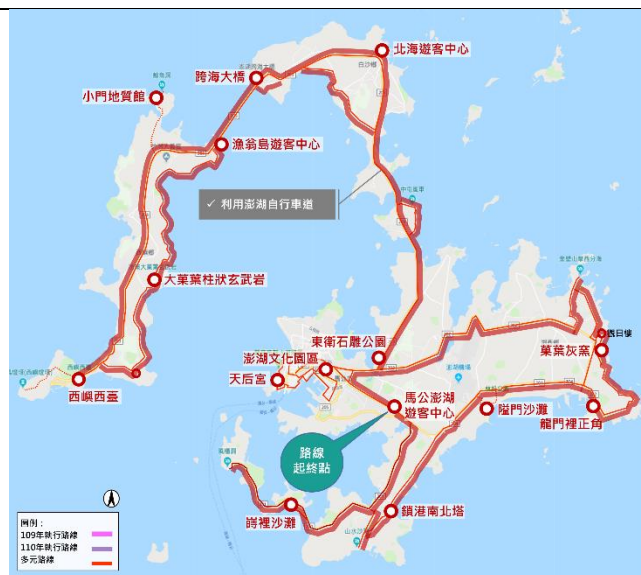 北海遊客中心
跨海大橋
小門地質館
漁翁島遊客中心
✓ 利用澎湖自行車道
大菓葉柱狀玄武岩
東衛石雕公園
澎湖文化園區
菓葉灰窯
天后宮
馬公澎湖
遊客中心
西嶼西臺
隘門沙灘
龍門裡正角
路線
起終點
鎖港南北塔
嵵裡沙灘
圖例：
109年執行路線
110年執行路線
多元路線